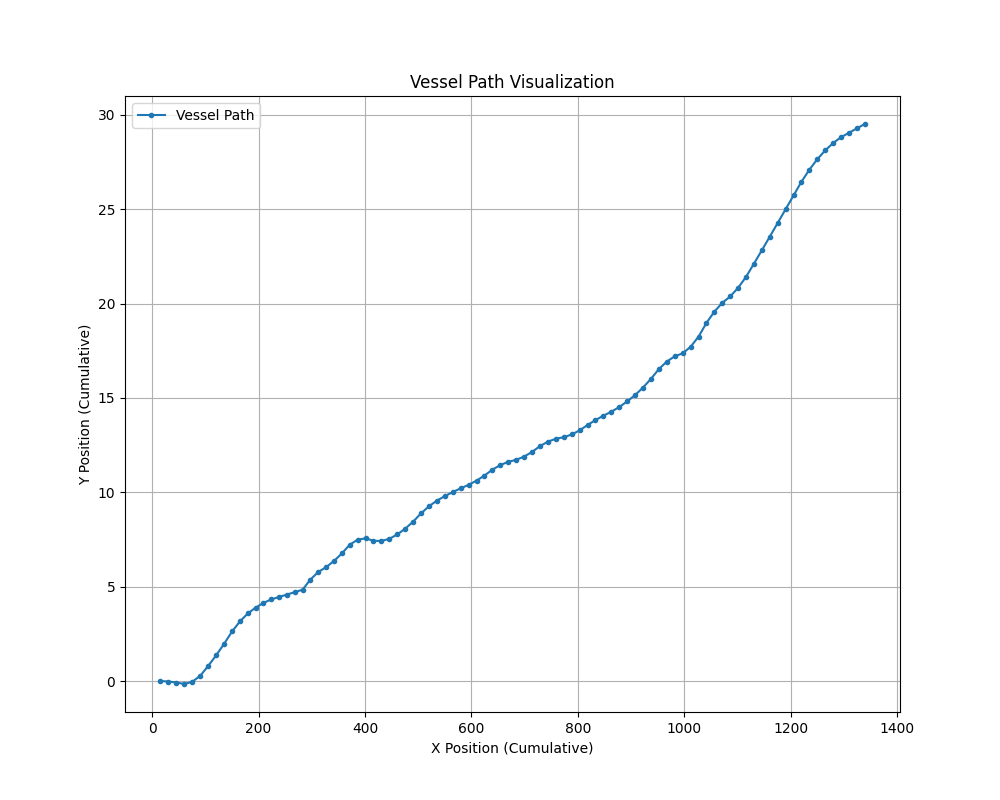 Vessel Path Visualization
Vessel Path
30
25
20
15
10
5
0
Y Position (Cumulative)
0 200 400 600 800 1000 1200 1400
X Position (Cumulative)